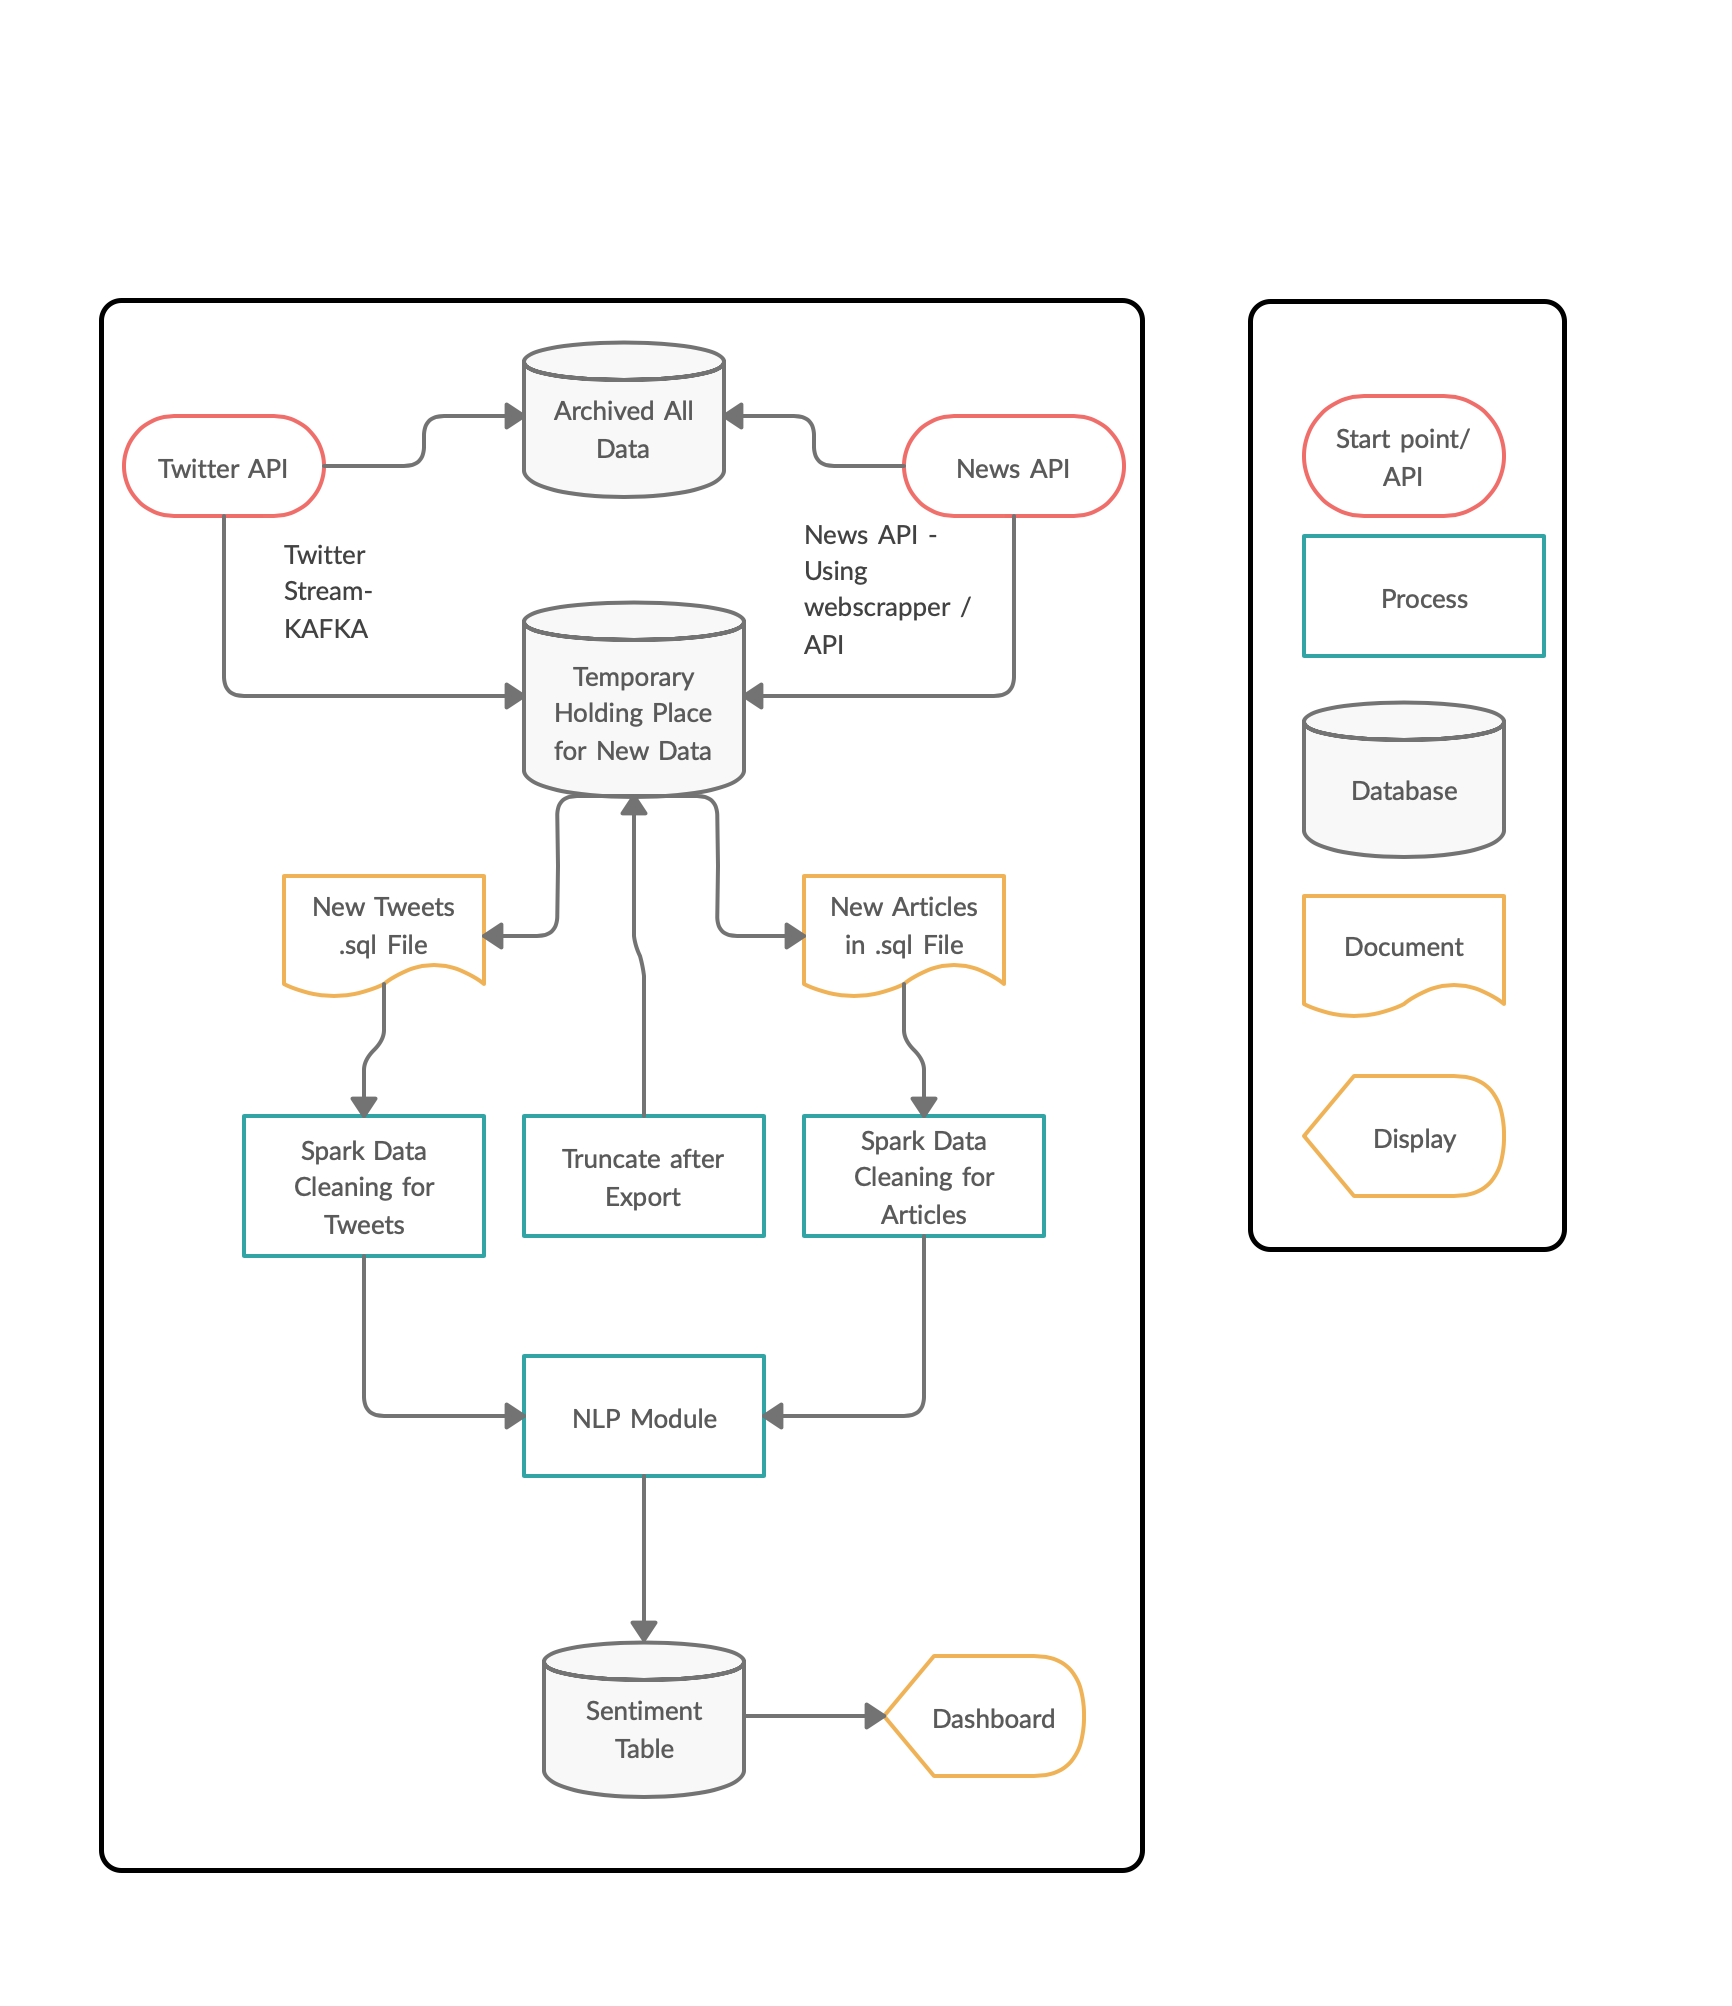 Archived All
Data
Twitter API
News API
Twitter
Stream-
KAFKA
News API -
Using
webscrapper /
API
Temporary
Holding Place
for New Data
New Tweets
.sql File
New Articles
in .sql File
Spark Data
Cleaning for
Tweets
Truncate after
Export
Spark Data
Cleaning for
Articles
NLP Module
Sentiment
Table
Dashboard
Start point/
API
Process
Database
Document
Display